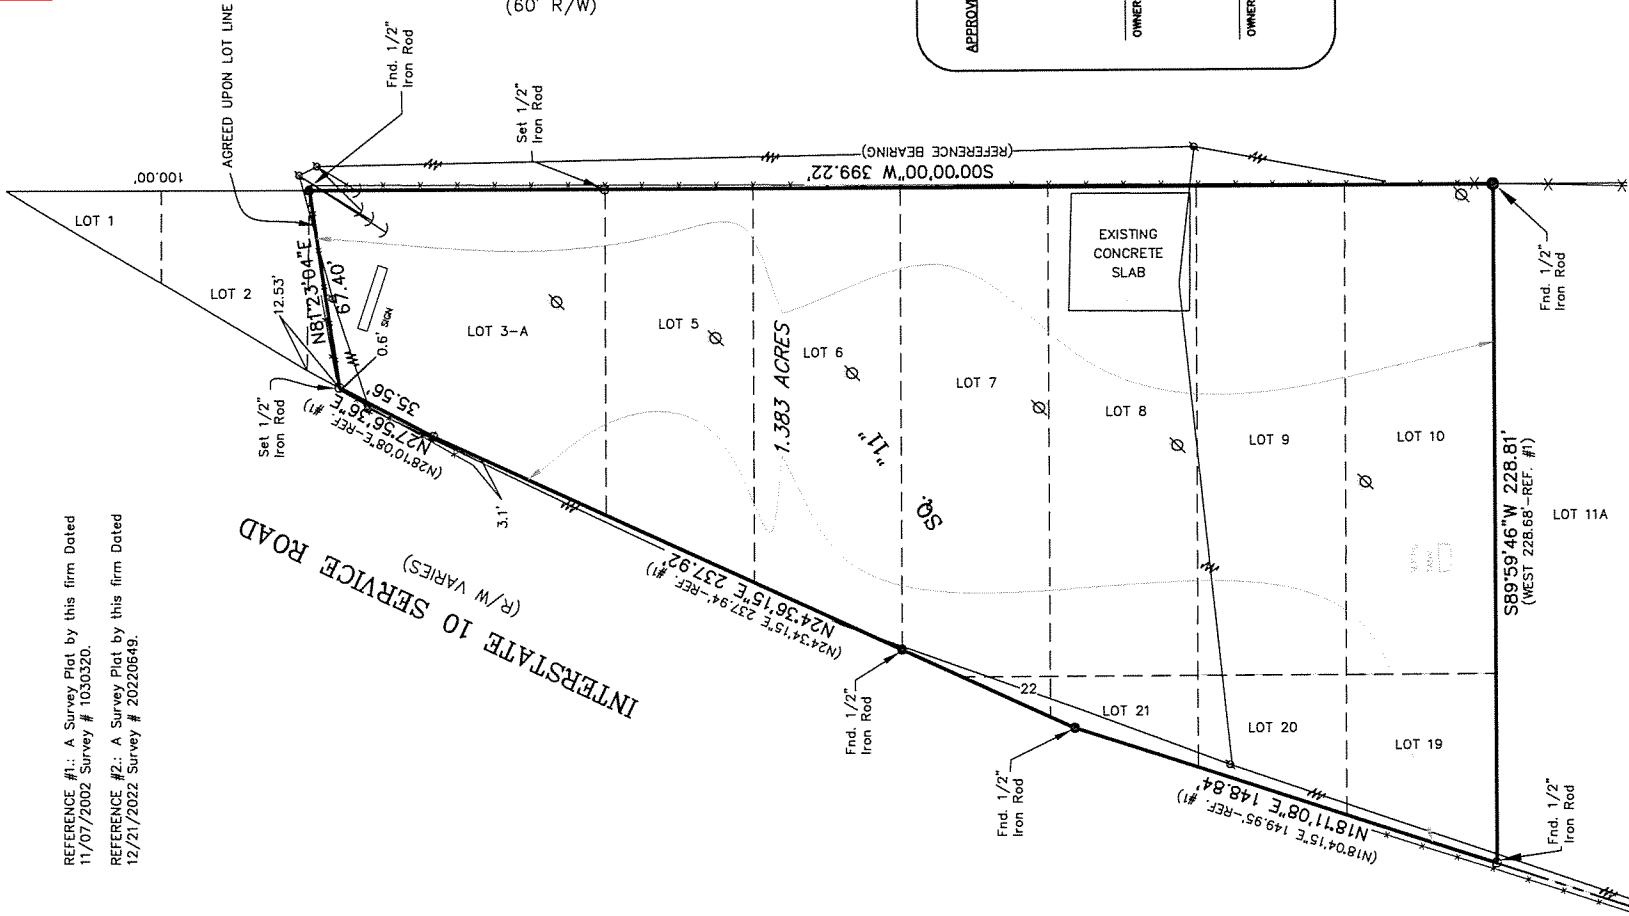 (60' R/W)
APPROV
OWNER
OWNER
AGREED UPON LOT LINE
Fnd. 1/2"
Iron Rod
Set 1/2"
Iron Rod
100.00'
LOT 1
LOT 2
12.53'
N81°23'04"E
67.40'
0.6'
SIGN
LOT 3-A
LOT 5
LOT 6
LOT 7
LOT 8
LOT 9
LOT 10
LOT 11A
S00°00'00"W 399.22'
(REFERENCE BEARING)
EXISTING
CONCRETE
SLAB
Fnd. 1/2"
Iron Rod
1.383 ACRES
SQ. "11"
Set 1/2"
Iron Rod
35.56'
N27°56'36"E
(N28°10'08"E-REF. #1)
3.1'
INTERSTATE 10 SERVICE ROAD
(R/W VARIES)
N24°36'15"E 237.92'
(N24°34'15"E 237.94'-REF. #1)
S89°59'46"W 228.81'
(WEST 228.68'-REF. #1)
22
LOT 21
LOT 20
LOT 19
Fnd. 1/2"
Iron Rod
Fnd. 1/2"
Iron Rod
N18°11'08"E 148.84'
(N18°04'15"E 149.95'-REF. #1)
Fnd. 1/2"
Iron Rod
REFERENCE #1.: A Survey Plat by this firm Dated
11/07/2002 Survey # 1030320.
REFERENCE #2.: A Survey Plat by this firm Dated
12/21/2022 Survey # 20220649.